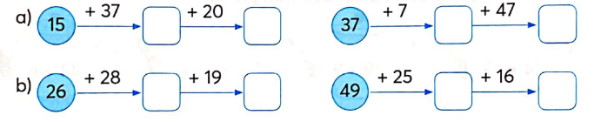 a) 15 + 37 + 20 37 + 7 + 47
b) 26 + 28 + 19 49 + 25 + 16